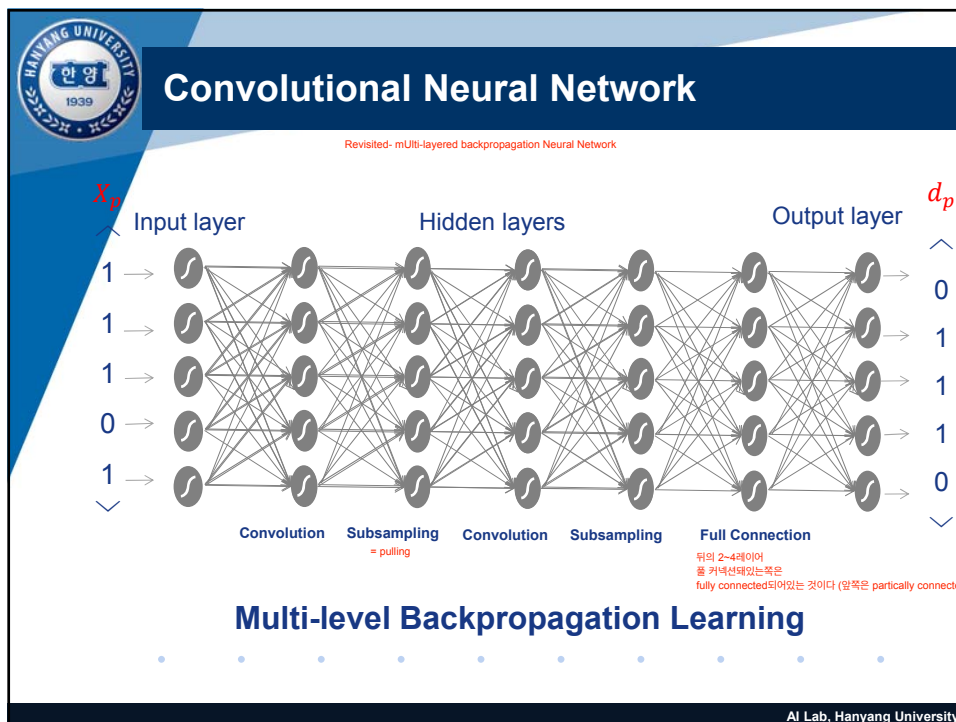 HANYANG UNIVERSITY
한양
1939
Convolutional Neural Network
Revisited- mUlti-layered backpropagation Neural Network
X_p
d_p
Input layer
Hidden layers
Output layer
1
1
1
0
1
0
1
1
1
0
Convolution Subsampling Convolution Subsampling Full Connection
= pulling
뒤의 2~4레이어
풀 커넥션돼있는쪽은
fully connected되어있는 것이다 (앞쪽은 partically connecte
Multi-level Backpropagation Learning
AI Lab, Hanyang University